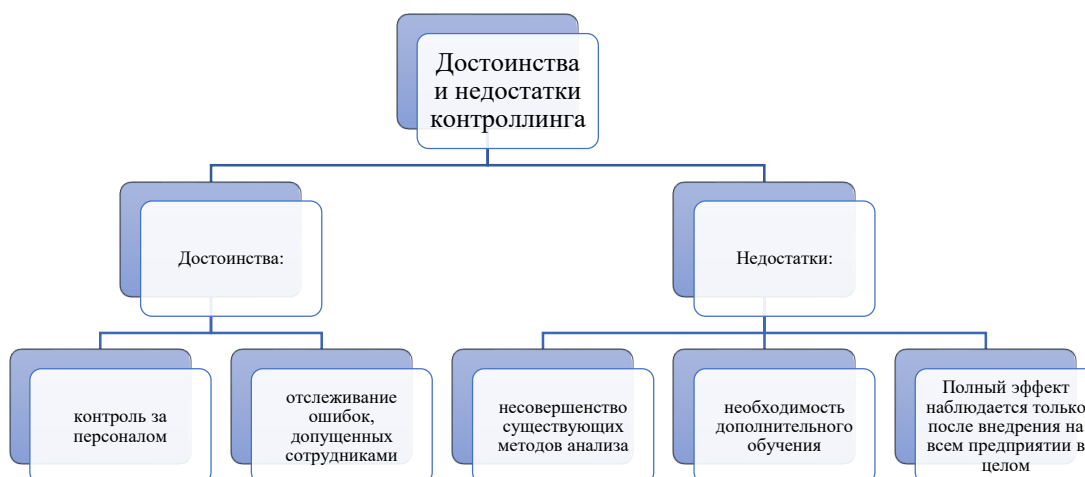 Достоинства
и недостатки
контроллинга
Достоинства:
Недостатки:
контроль за
персоналом
отслеживание
ошибок,
допущенных
сотрудниками
несовершенство
существующих
методов анализа
необходимость
дополнительного
обучения
Полный эффект
наблюдается только
после внедрения на
всем предприятии в
целом